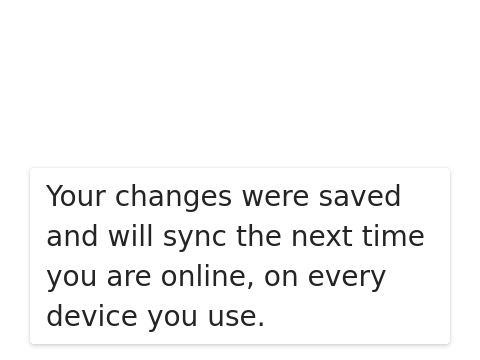 Your changes were saved
and will sync the next time
you are online, on every
device you use.